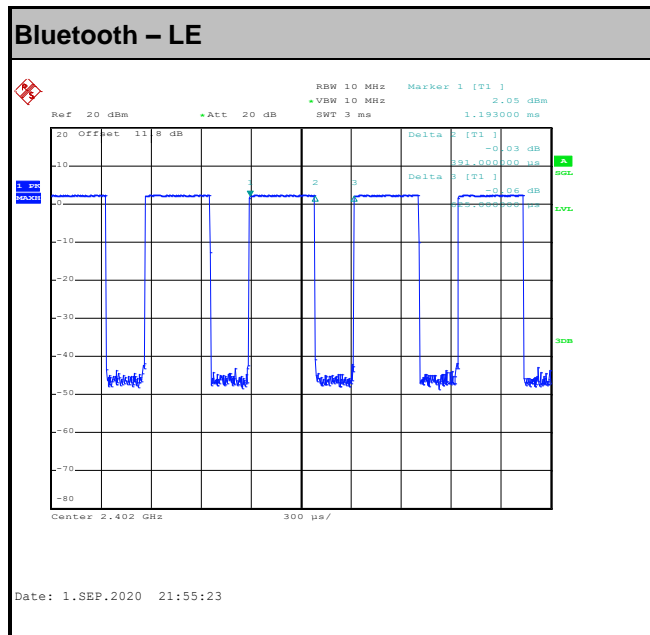 Bluetooth – LE
RBW 10 MHz Marker 1 [T1 ]
*VBW 10 MHz 2.05 dBm
Ref 20 dBm *Att 20 dB SWT 3 ms 1.193000 ms
20 Offset 11.8 dB Delta 2 [T1 ]
-0.03 dB
-10 391.000000 µs A
Delta 3 [T1 ] SGL
1 2 3 -0.06 dB
1 PK
MAXH
-0 LVL
-10
-20
-30
3DB
-40
-50
-60
-70
-80
Center 2.402 GHz 300 µs/
Date: 1.SEP.2020 21:55:23